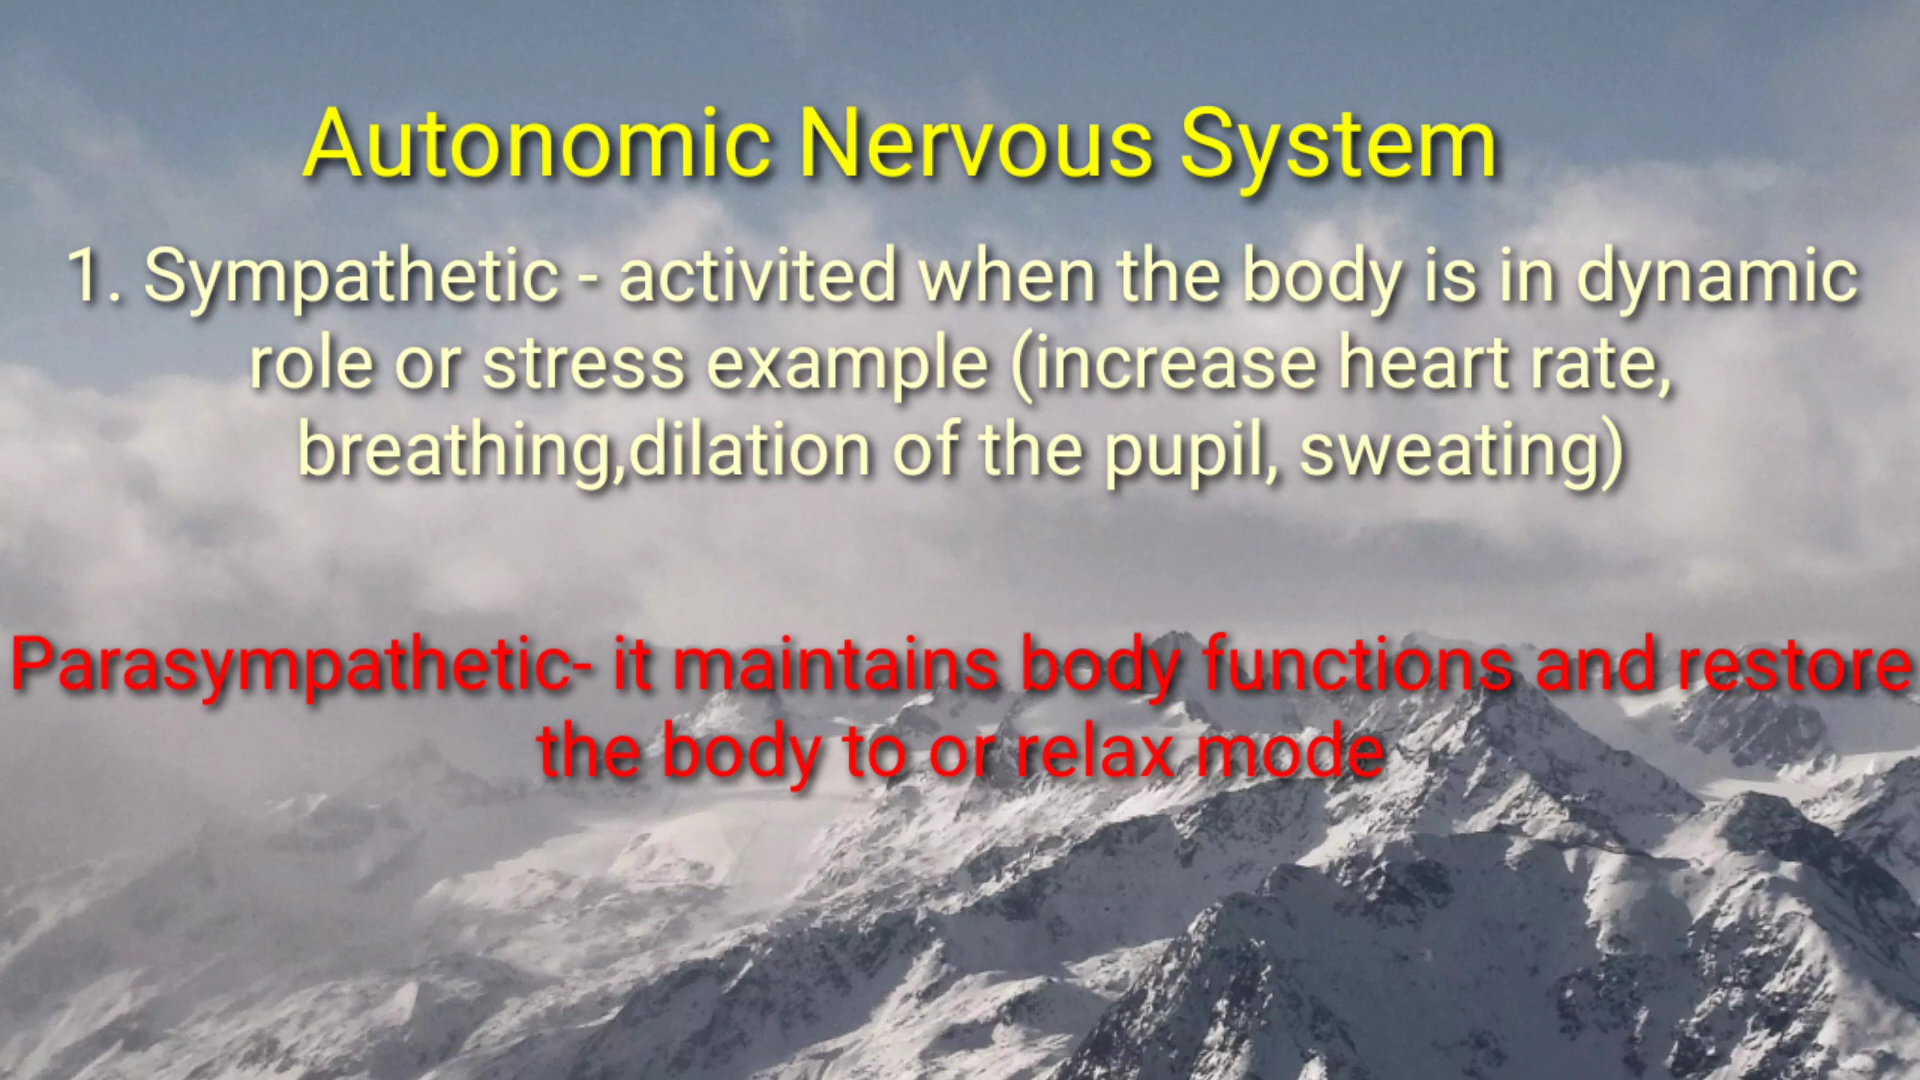 Autonomic Nervous System
1. Sympathetic - activited when the body is in dynamic
role or stress example (increase heart rate,
breathing,dilation of the pupil, sweating)
Parasympathetic- it maintains body functions and restore
the body to or relax mode